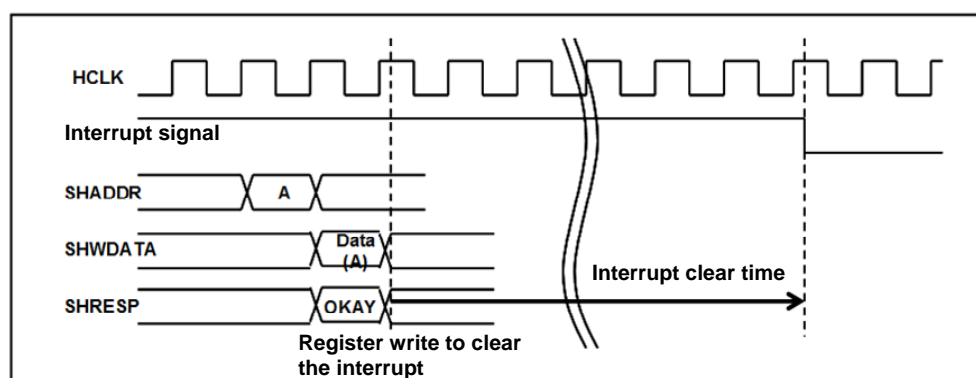 HCLK
Interrupt signal
SHADDR
A
SHWDATA
Data
(A)
Interrupt clear time
SHRESP
OKAY
Register write to clear
the interrupt